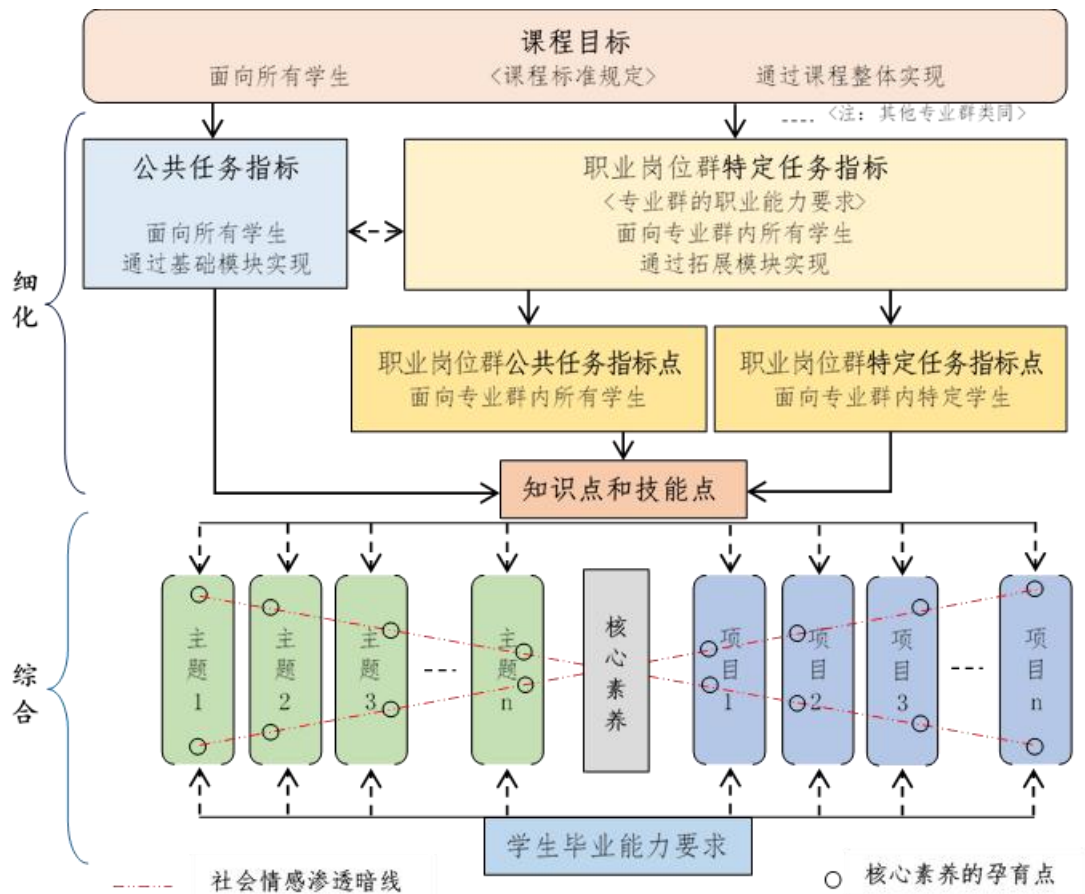 课程目标
面向所有学生 <课程标准规定> 通过课程整体实现
<注：其他专业群类同>
公共任务指标
面向所有学生
通过基础模块实现
职业岗位群特定任务指标
<专业群的职业能力要求>
面向专业群内所有学生
通过拓展模块实现
细化
职业岗位群公共任务指标点
面向专业群内所有学生
职业岗位群特定任务指标点
面向专业群内特定学生
知识点和技能点
综合
主题1
主题2
主题3
主题n
核心素养
项目1
项目2
项目3
项目n
学生毕业能力要求
社会情感渗透暗线
核心素养的孕育点